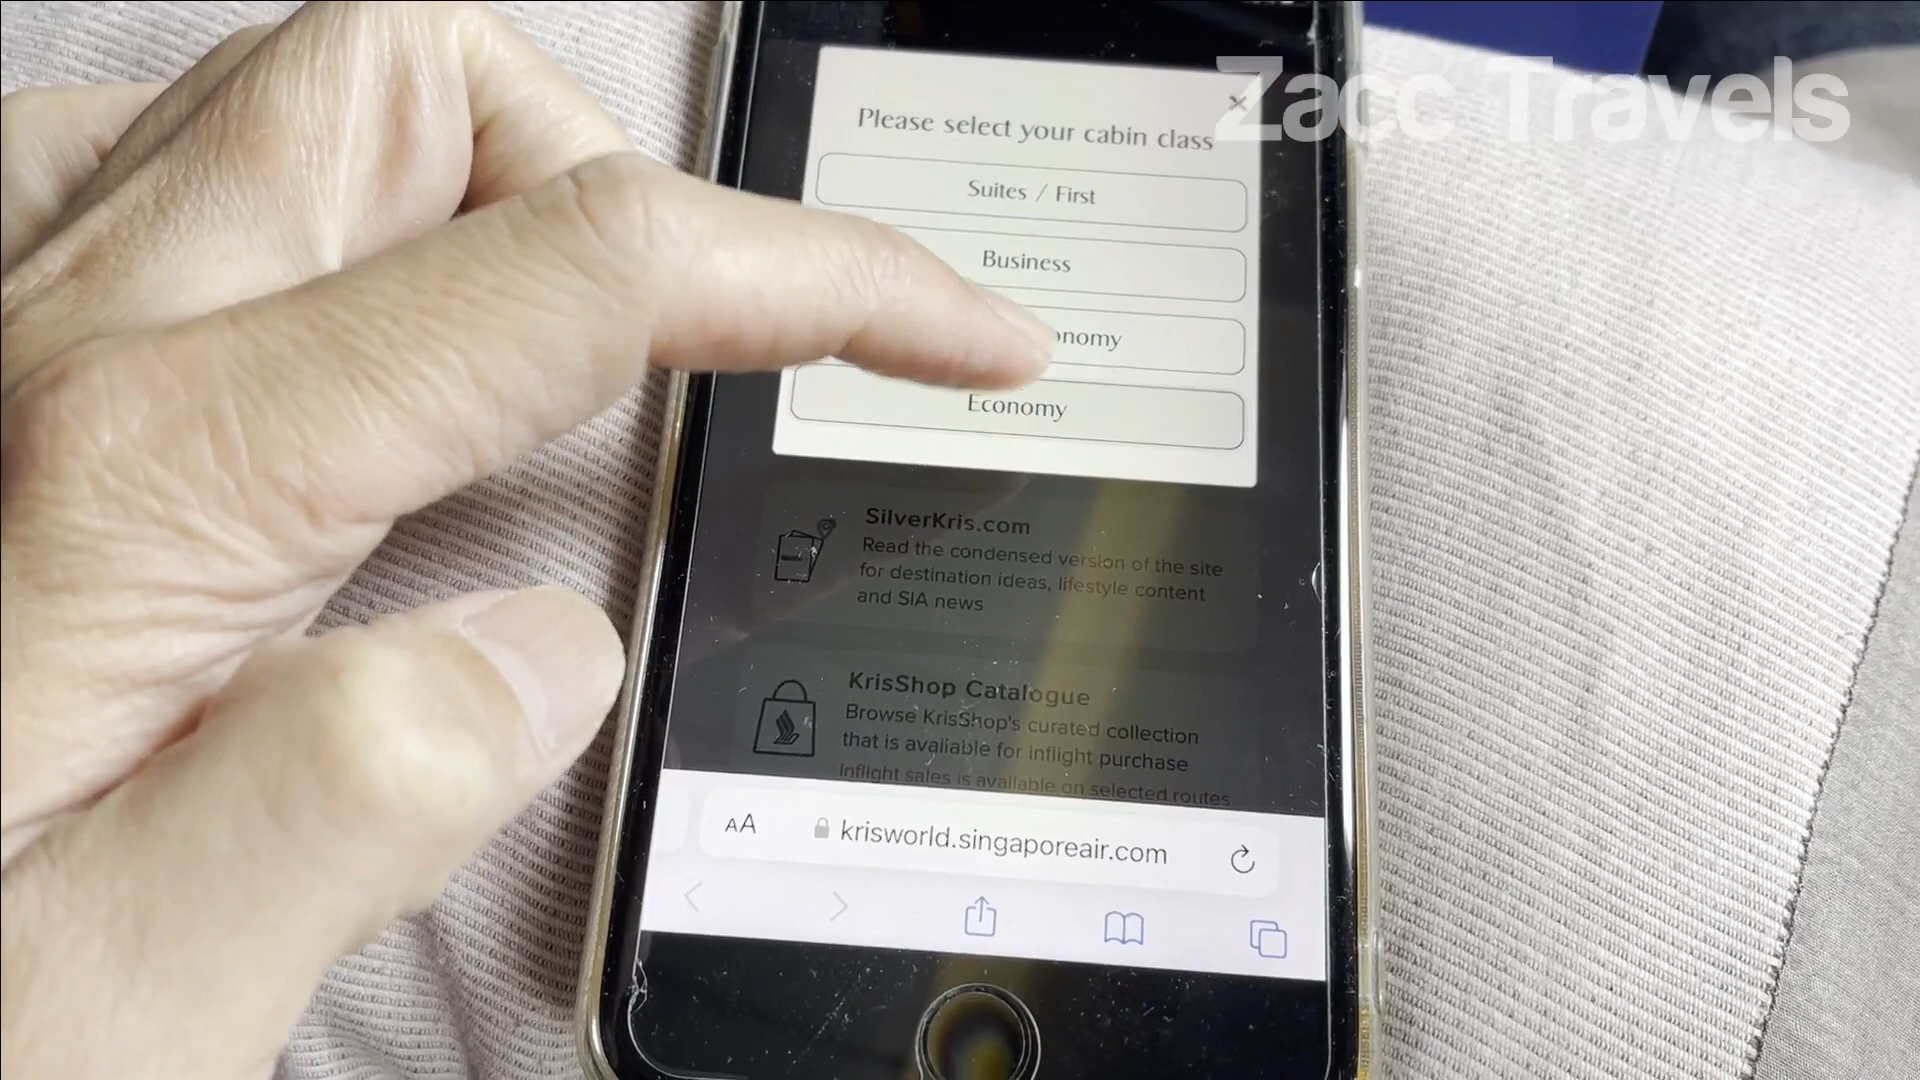 Zacc Travels
Please select your cabin class
Suites / First
Business
onomy
Economy
SilverKris.com
Read the condensed version of the site
for destination ideas, lifestyle content
and SIA news
KrisShop Catalogue
Browse KrisShop's curated collection
that is avaliable for inflight purchase
Inflight sales is available on selected routes
AA
krisworld.singaporeair.com